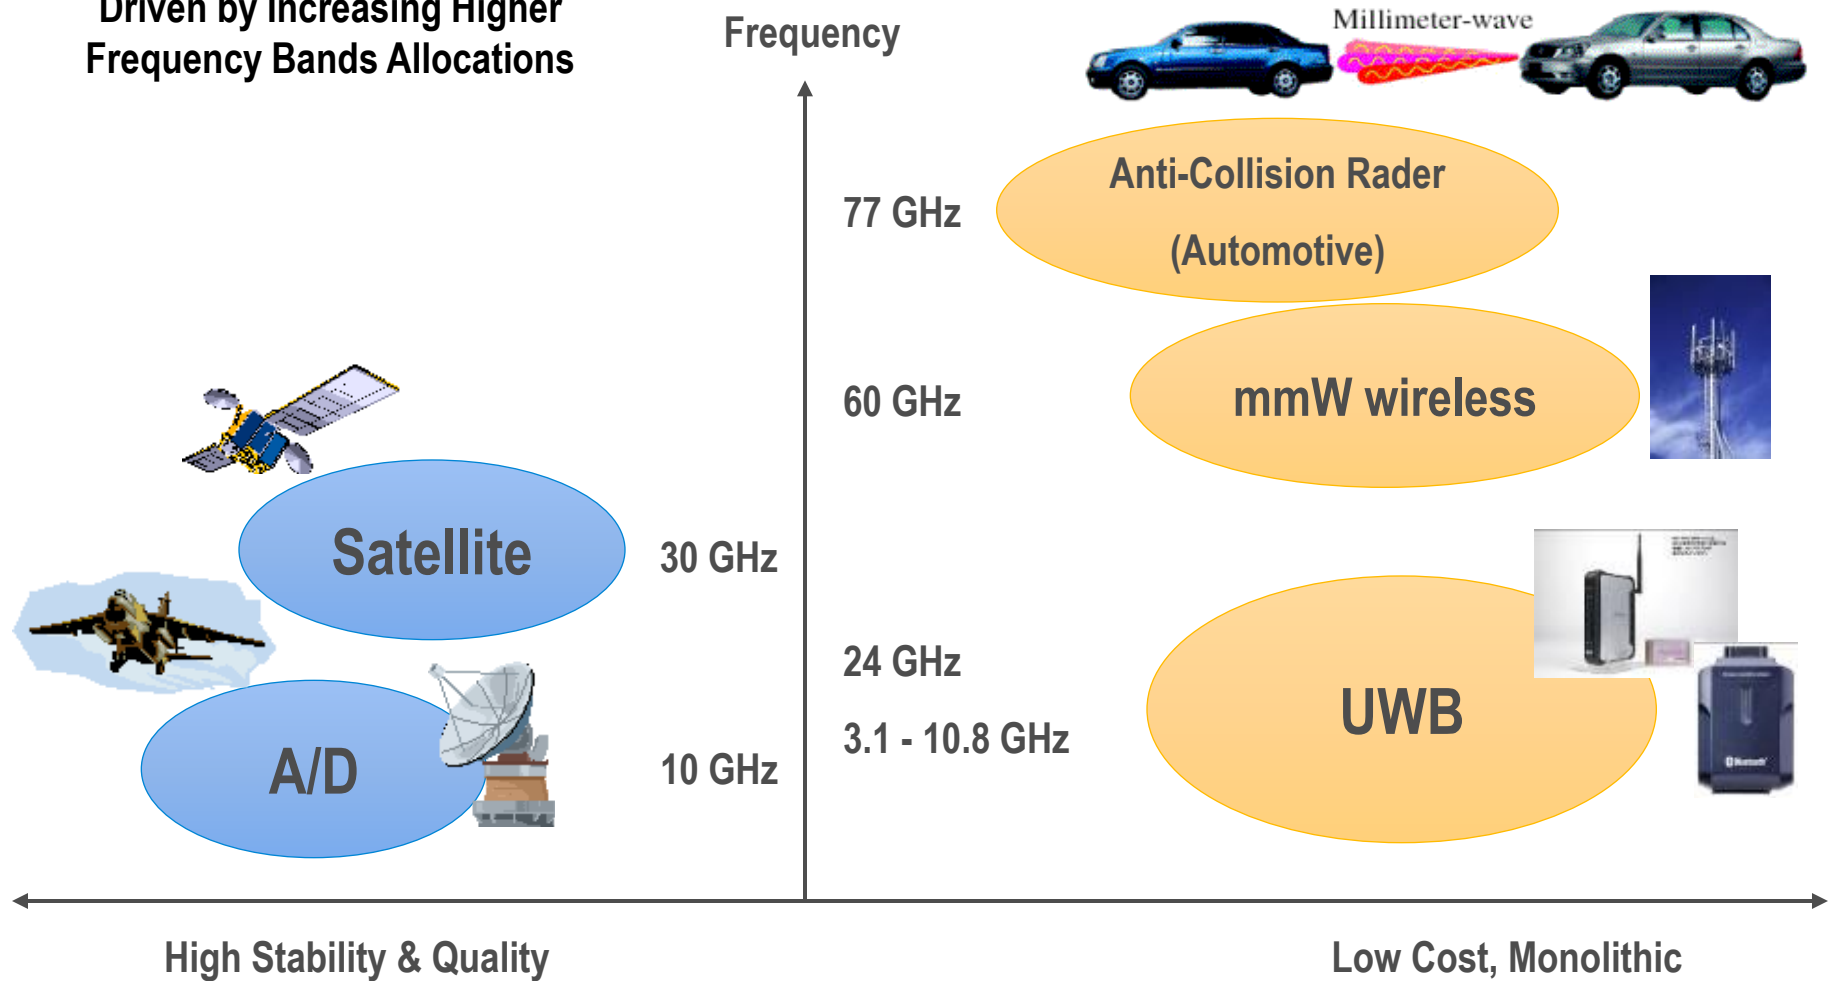 Driven by Increasing Higher
Frequency Bands Allocations
Frequency
Millimeter-wave
Anti-Collision Rader
(Automotive)
77 GHz
mmW wireless
60 GHz
Satellite
30 GHz
24 GHz
UWB
3.1 - 10.8 GHz
A/D
10 GHz
Bluetooth
High Stability & Quality
Low Cost, Monolithic